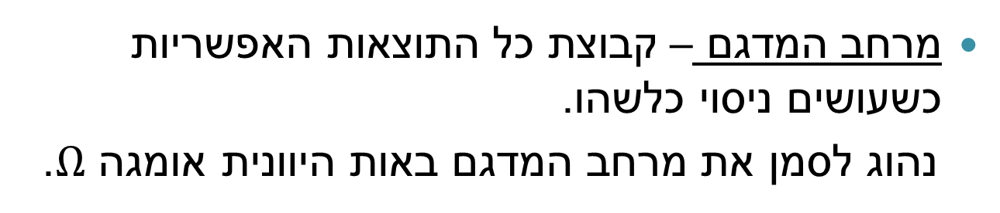 • מרחב המדגם – קבוצת כל התוצאות האפשריות
כשעושים ניסוי כלשהו.
נהוג לסמן את מרחב המדגם באות היוונית אומגה Ω.